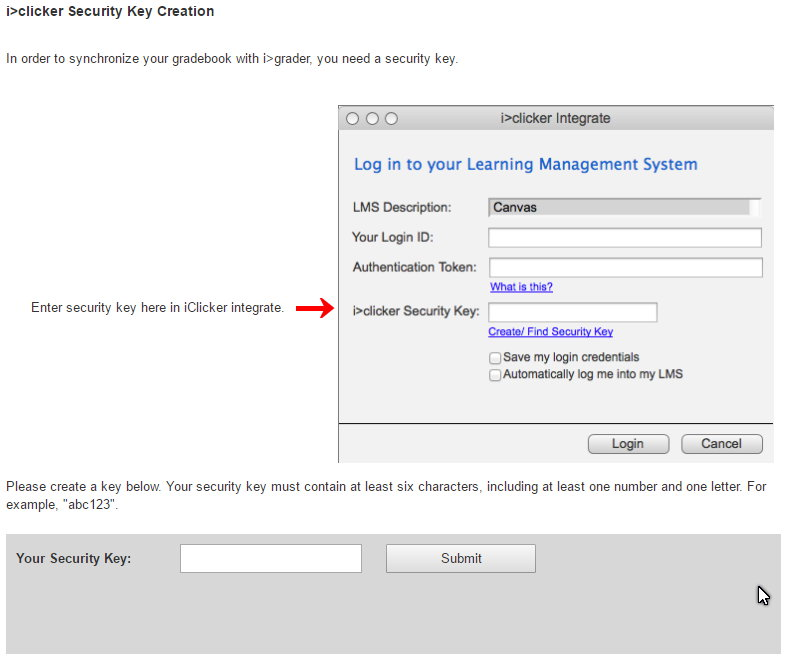 i>clicker Security Key Creation
In order to synchronize your gradebook with i>grader, you need a security key.
i>clicker Integrate
Log in to your Learning Management System
LMS Description: Canvas
Your Login ID:
Authentication Token:
What is this?
Enter security key here in iClicker integrate.
i>clicker Security Key:
Create/ Find Security Key
Save my login credentials
Automatically log me into my LMS
Login Cancel
Please create a key below. Your security key must contain at least six characters, including at least one number and one letter. For
example, "abc123".
Your Security Key: Submit